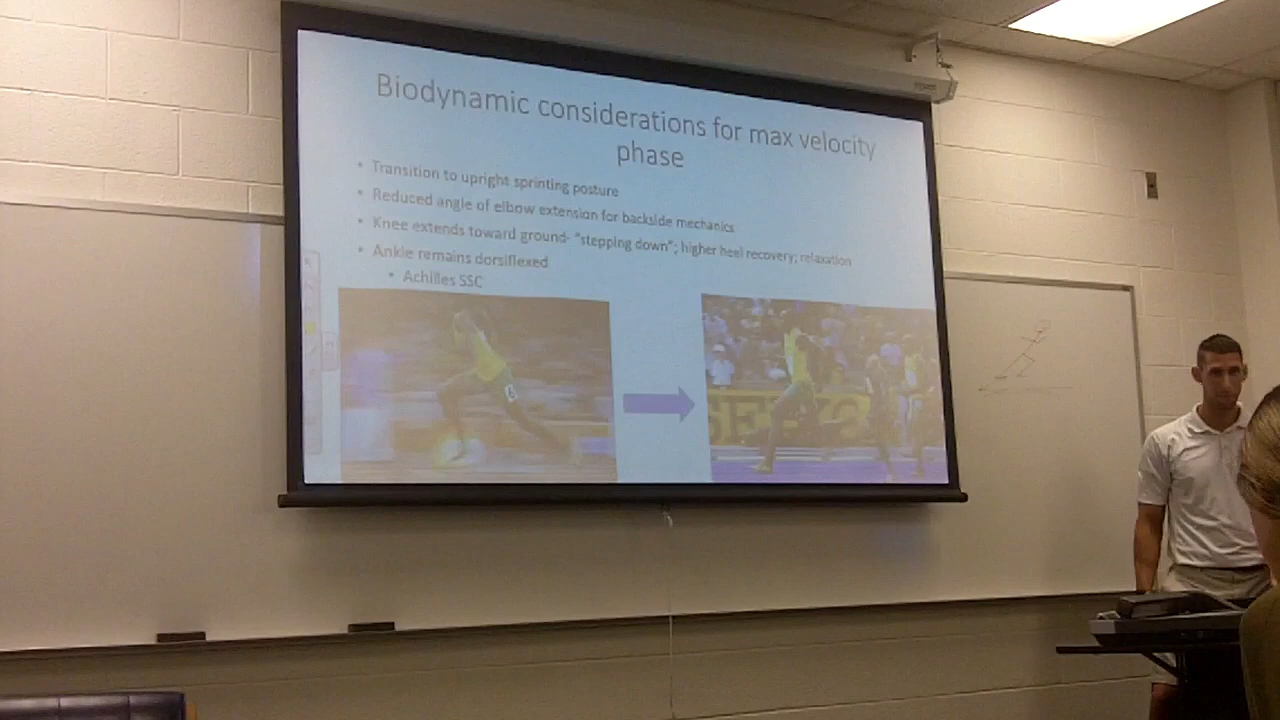 Biodynamic considerations for max velocity
phase
• Transition to upright sprinting posture
• Reduced angle of elbow extension for backside mechanics
• Knee extends toward ground- "stepping down"; higher heel recovery; relaxation
• Ankle remains dorsiflexed
• Achilles SSC
6